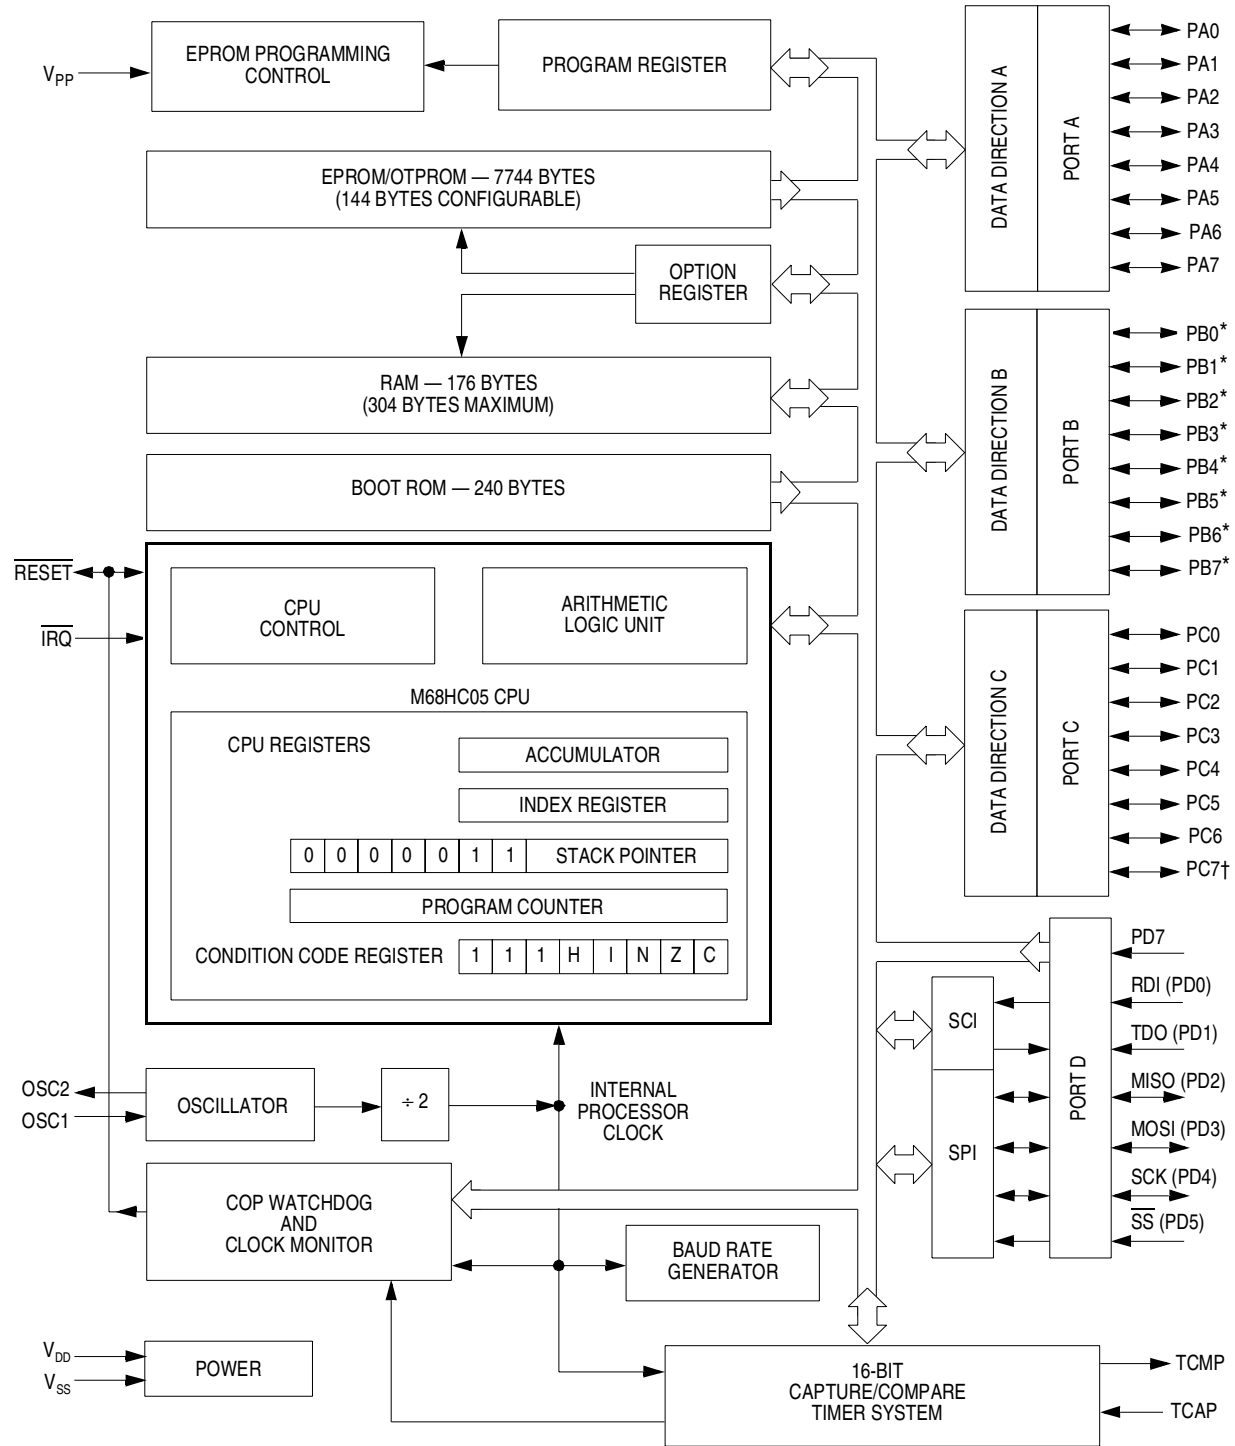 V_PP
EPROM PROGRAMMING
CONTROL
PROGRAM REGISTER
EPROM/OTPROM — 7744 BYTES
(144 BYTES CONFIGURABLE)
OPTION
REGISTER
RAM — 176 BYTES
(304 BYTES MAXIMUM)
BOOT ROM — 240 BYTES
RESET
IRQ
CPU
CONTROL
ARITHMETIC
LOGIC UNIT
M68HC05 CPU
CPU REGISTERS
ACCUMULATOR
INDEX REGISTER
0 0 0 0 0 1 1 STACK POINTER
PROGRAM COUNTER
CONDITION CODE REGISTER 1 1 1 H I N Z C
OSC2
OSC1
OSCILLATOR
÷ 2
INTERNAL
PROCESSOR
CLOCK
COP WATCHDOG
AND
CLOCK MONITOR
BAUD RATE
GENERATOR
V_DD
V_SS
POWER
16-BIT
CAPTURE/COMPARE
TIMER SYSTEM
TCMP
TCAP
DATA DIRECTION A
PORT A
PA0
PA1
PA2
PA3
PA4
PA5
PA6
PA7
DATA DIRECTION B
PORT B
PB0*
PB1*
PB2*
PB3*
PB4*
PB5*
PB6*
PB7*
DATA DIRECTION C
PORT C
PC0
PC1
PC2
PC3
PC4
PC5
PC6
PC7†
SCI
SPI
PORT D
PD7
RDI (PD0)
TDO (PD1)
MISO (PD2)
MOSI (PD3)
SCK (PD4)
SS (PD5)